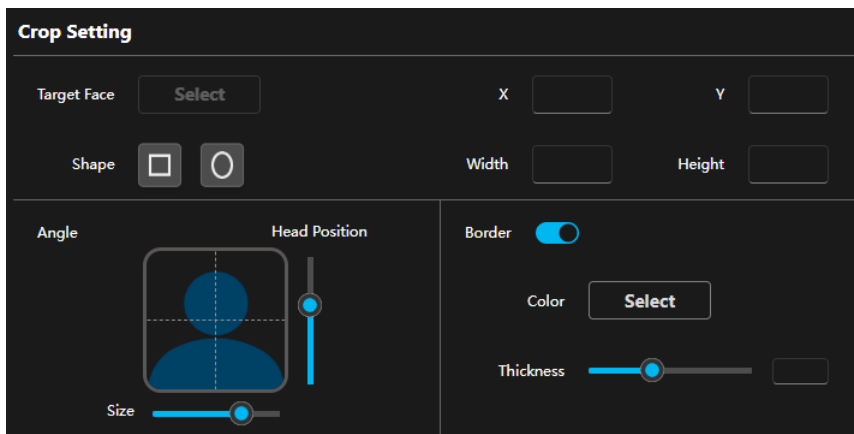 Crop Setting
Target Face Select X Y
Shape Width Height
Angle Head Position Border
Color Select
Thickness
Size